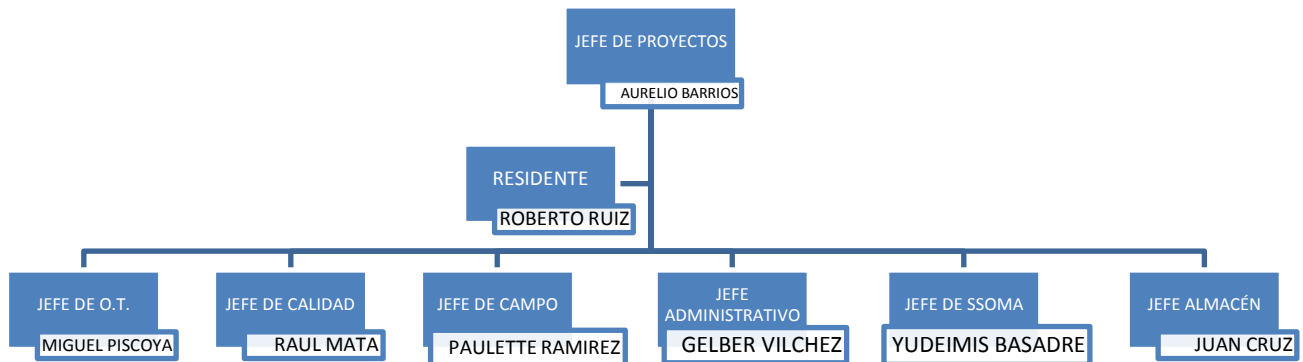 JEFE DE PROYECTOS
AURELIO BARRIOS
RESIDENTE
ROBERTO RUIZ
JEFE DE O.T.
MIGUEL PISCOYA
JEFE DE CALIDAD
RAUL MATA
JEFE DE CAMPO
PAULETTE RAMIREZ
JEFE
ADMINISTRATIVO
GELBER VILCHEZ
JEFE DE SSOMA
YUDEIMIS BASADRE
JEFE ALMACÉN
JUAN CRUZ